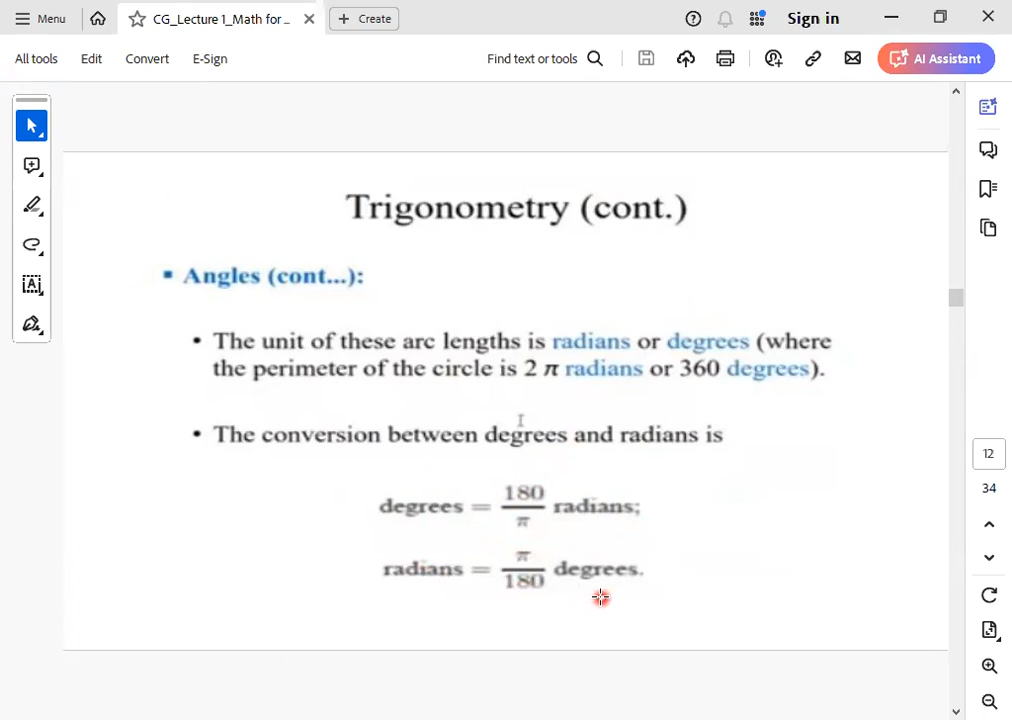 Menu
CG_Lecture 1_Math for ...
Create
Sign in
All tools
Edit
Convert
E-Sign
Find text or tools
AI Assistant
Trigonometry (cont.)
▪ Angles (cont...):
• The unit of these arc lengths is radians or degrees (where
the perimeter of the circle is 2 π radians or 360 degrees).
• The conversion between degrees and radians is
degrees = 180/π radians;
radians = π/180 degrees.
12
34